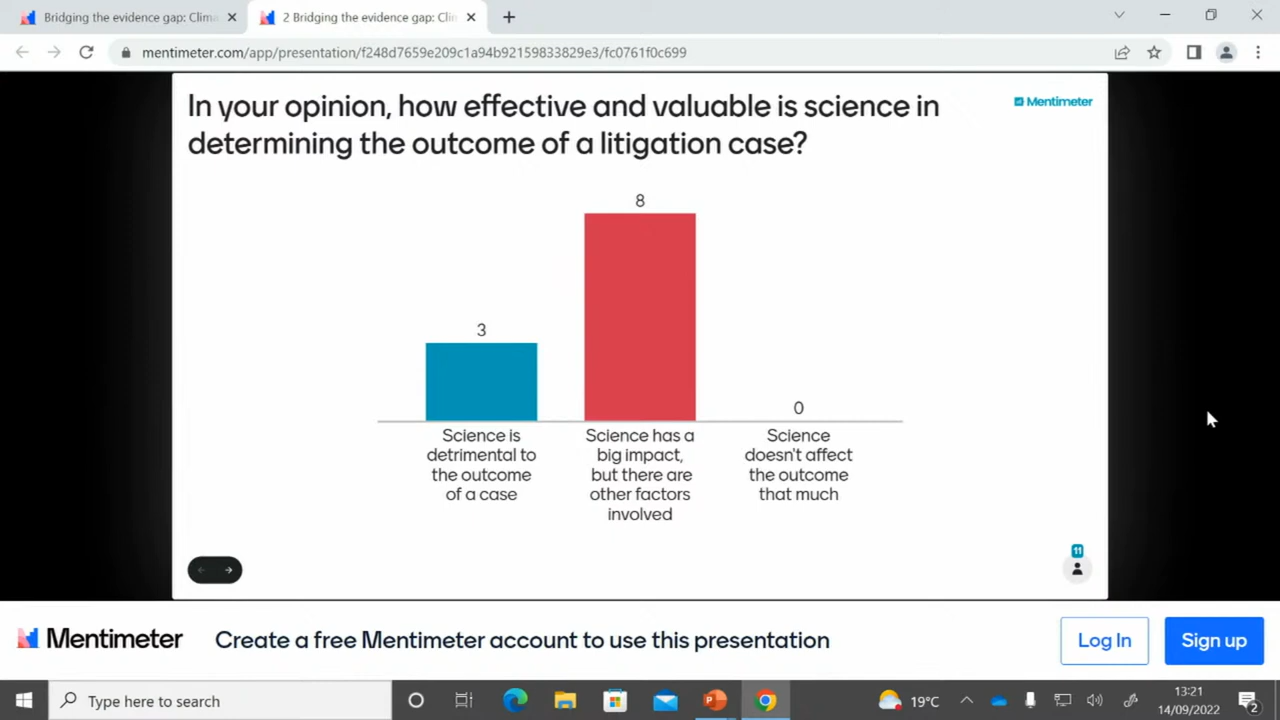 Bridging the evidence gap: Clima
2 Bridging the evidence gap: Cli
mentimeter.com/app/presentation/f248d7659e209c1a94b92159833829e3/fc0761f0c699
In your opinion, how effective and valuable is science in
determining the outcome of a litigation case?
Mentimeter
3
8
0
Science is
detrimental to
the outcome
of a case
Science has a
big impact,
but there are
other factors
involved
Science
doesn't affect
the outcome
that much
11
Mentimeter
Create a free Mentimeter account to use this presentation
Log In
Sign up
Type here to search
19°C
13:21
14/09/2022
2